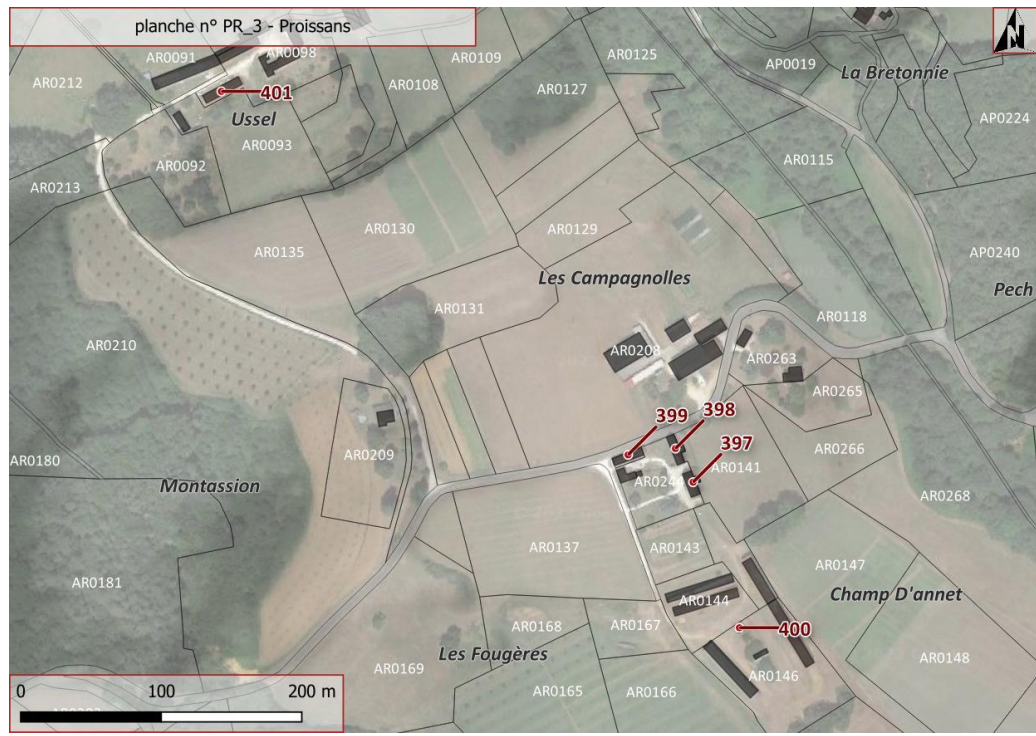 planche n° PR_3 - Proissans
N
AR0091
AR0098
AR0212
AR0108
AR0109
AR0125
AR0127
AP0019
La Bretonnie
AP0224
401
Ussel
AR0093
AR0092
AR0115
AR0213
AR0135
AR0130
AR0129
AP0240
Les Campagnolles
Pech
AR0131
AR0118
AR0210
AR0208
AR0263
AR0265
399
398
397
AR0209
AR0180
AR0244
AR0141
AR0266
Montassion
AR0268
AR0137
AR0143
AR0147
AR0181
AR0144
Champ D'annet
AR0168
AR0167
400
Les Fougères
AR0169
AR0148
AR0165
AR0166
AR0146
0 100 200 m